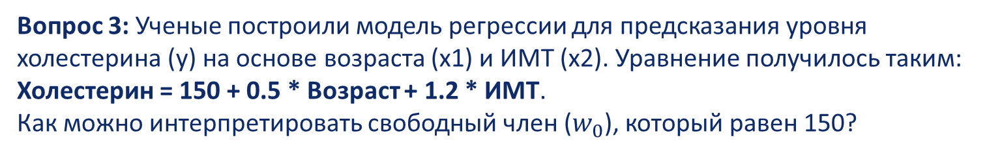 Вопрос 3: Ученые построили модель регрессии для предсказания уровня
холестерина (y) на основе возраста (x1) и ИМТ (x2). Уравнение получилось таким:
Холестерин = 150 + 0.5 * Возраст + 1.2 * ИМТ.
Как можно интерпретировать свободный член (w₀), который равен 150?